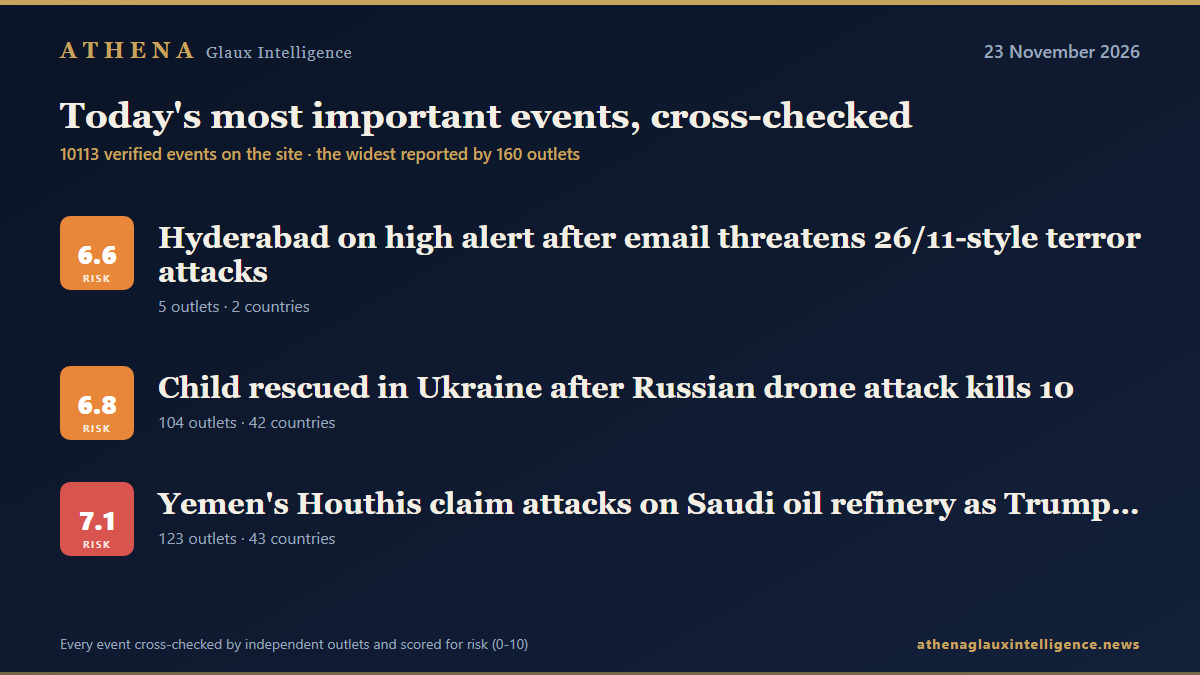 ATHENA Glaux Intelligence
23 November 2026
Today's most important events, cross-checked
10113 verified events on the site · the widest reported by 160 outlets
6.6
RISK
Hyderabad on high alert after email threatens 26/11-style terror
attacks
5 outlets · 2 countries
6.8
RISK
Child rescued in Ukraine after Russian drone attack kills 10
104 outlets · 42 countries
7.1
RISK
Yemen's Houthis claim attacks on Saudi oil refinery as Trump...
123 outlets · 43 countries
Every event cross-checked by independent outlets and scored for risk (0-10)
athenaglauxintelligence.news